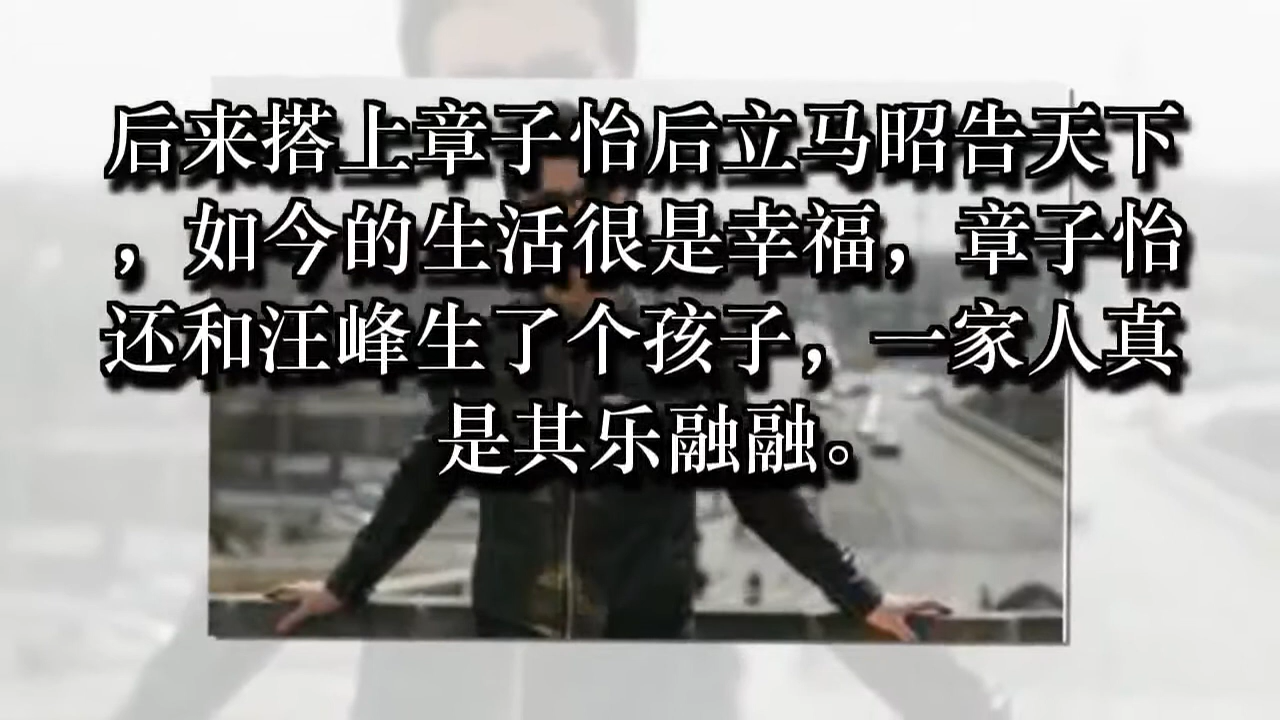 后来搭上章子怡后立马昭告天下
，如今的生活很是幸福，章子怡
还和汪峰生了个孩子，一家人真
是其乐融融。